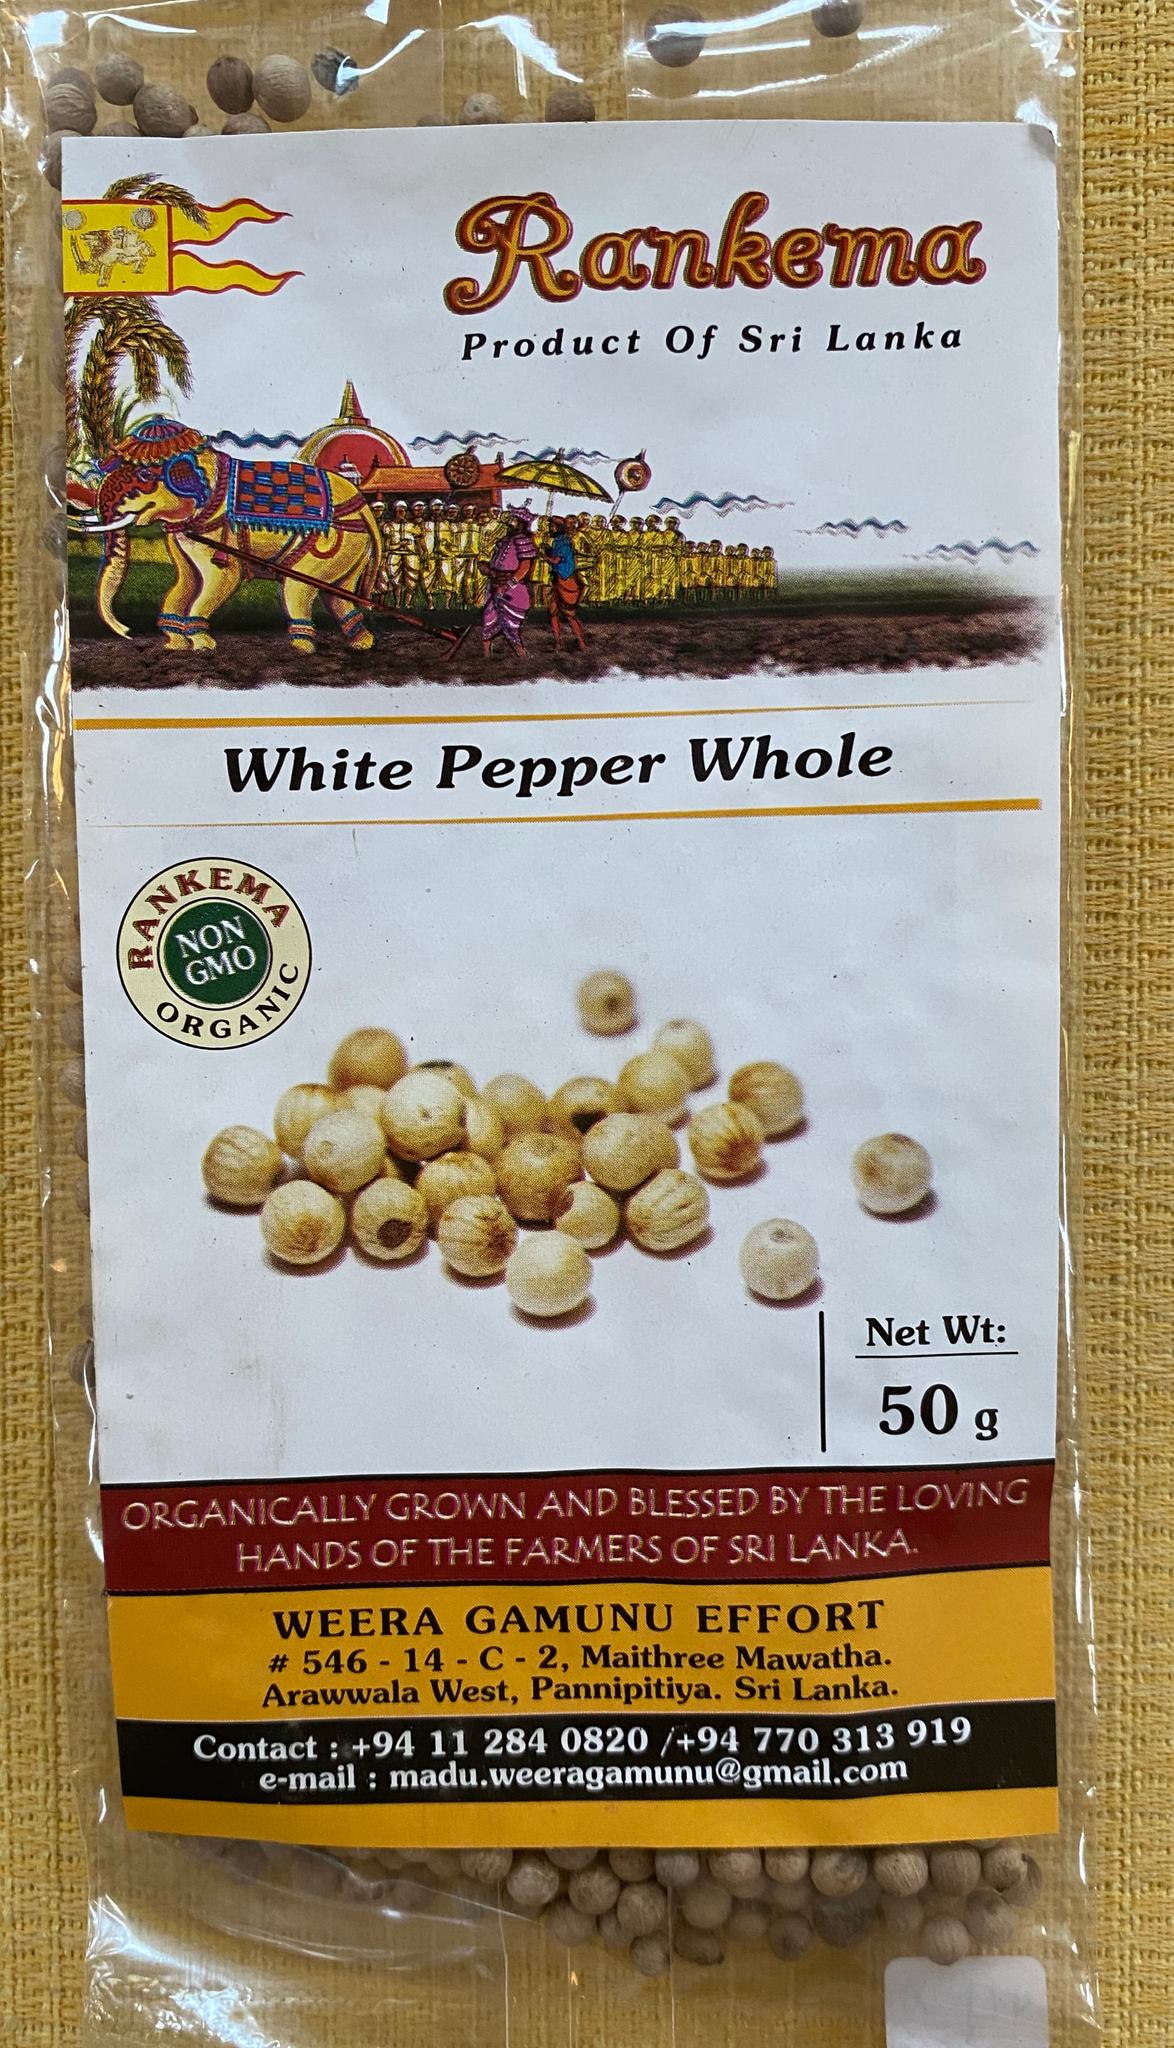 Rankema
Product Of Sri Lanka
White Pepper Whole
RANKEMA
NON
GMO
ORGANIC
Net Wt:
50 g
ORGANICALLY GROWN AND BLESSED BY THE LOVING
HANDS OF THE FARMERS OF SRI LANKA.
WEERA GAMUNU EFFORT
# 546 - 14 - C - 2, Maithree Mawatha.
Arawwala West, Pannipitiya. Sri Lanka.
Contact : +94 11 284 0820 /+94 770 313 919
e-mail : madu.weeragamunu@gmail.com